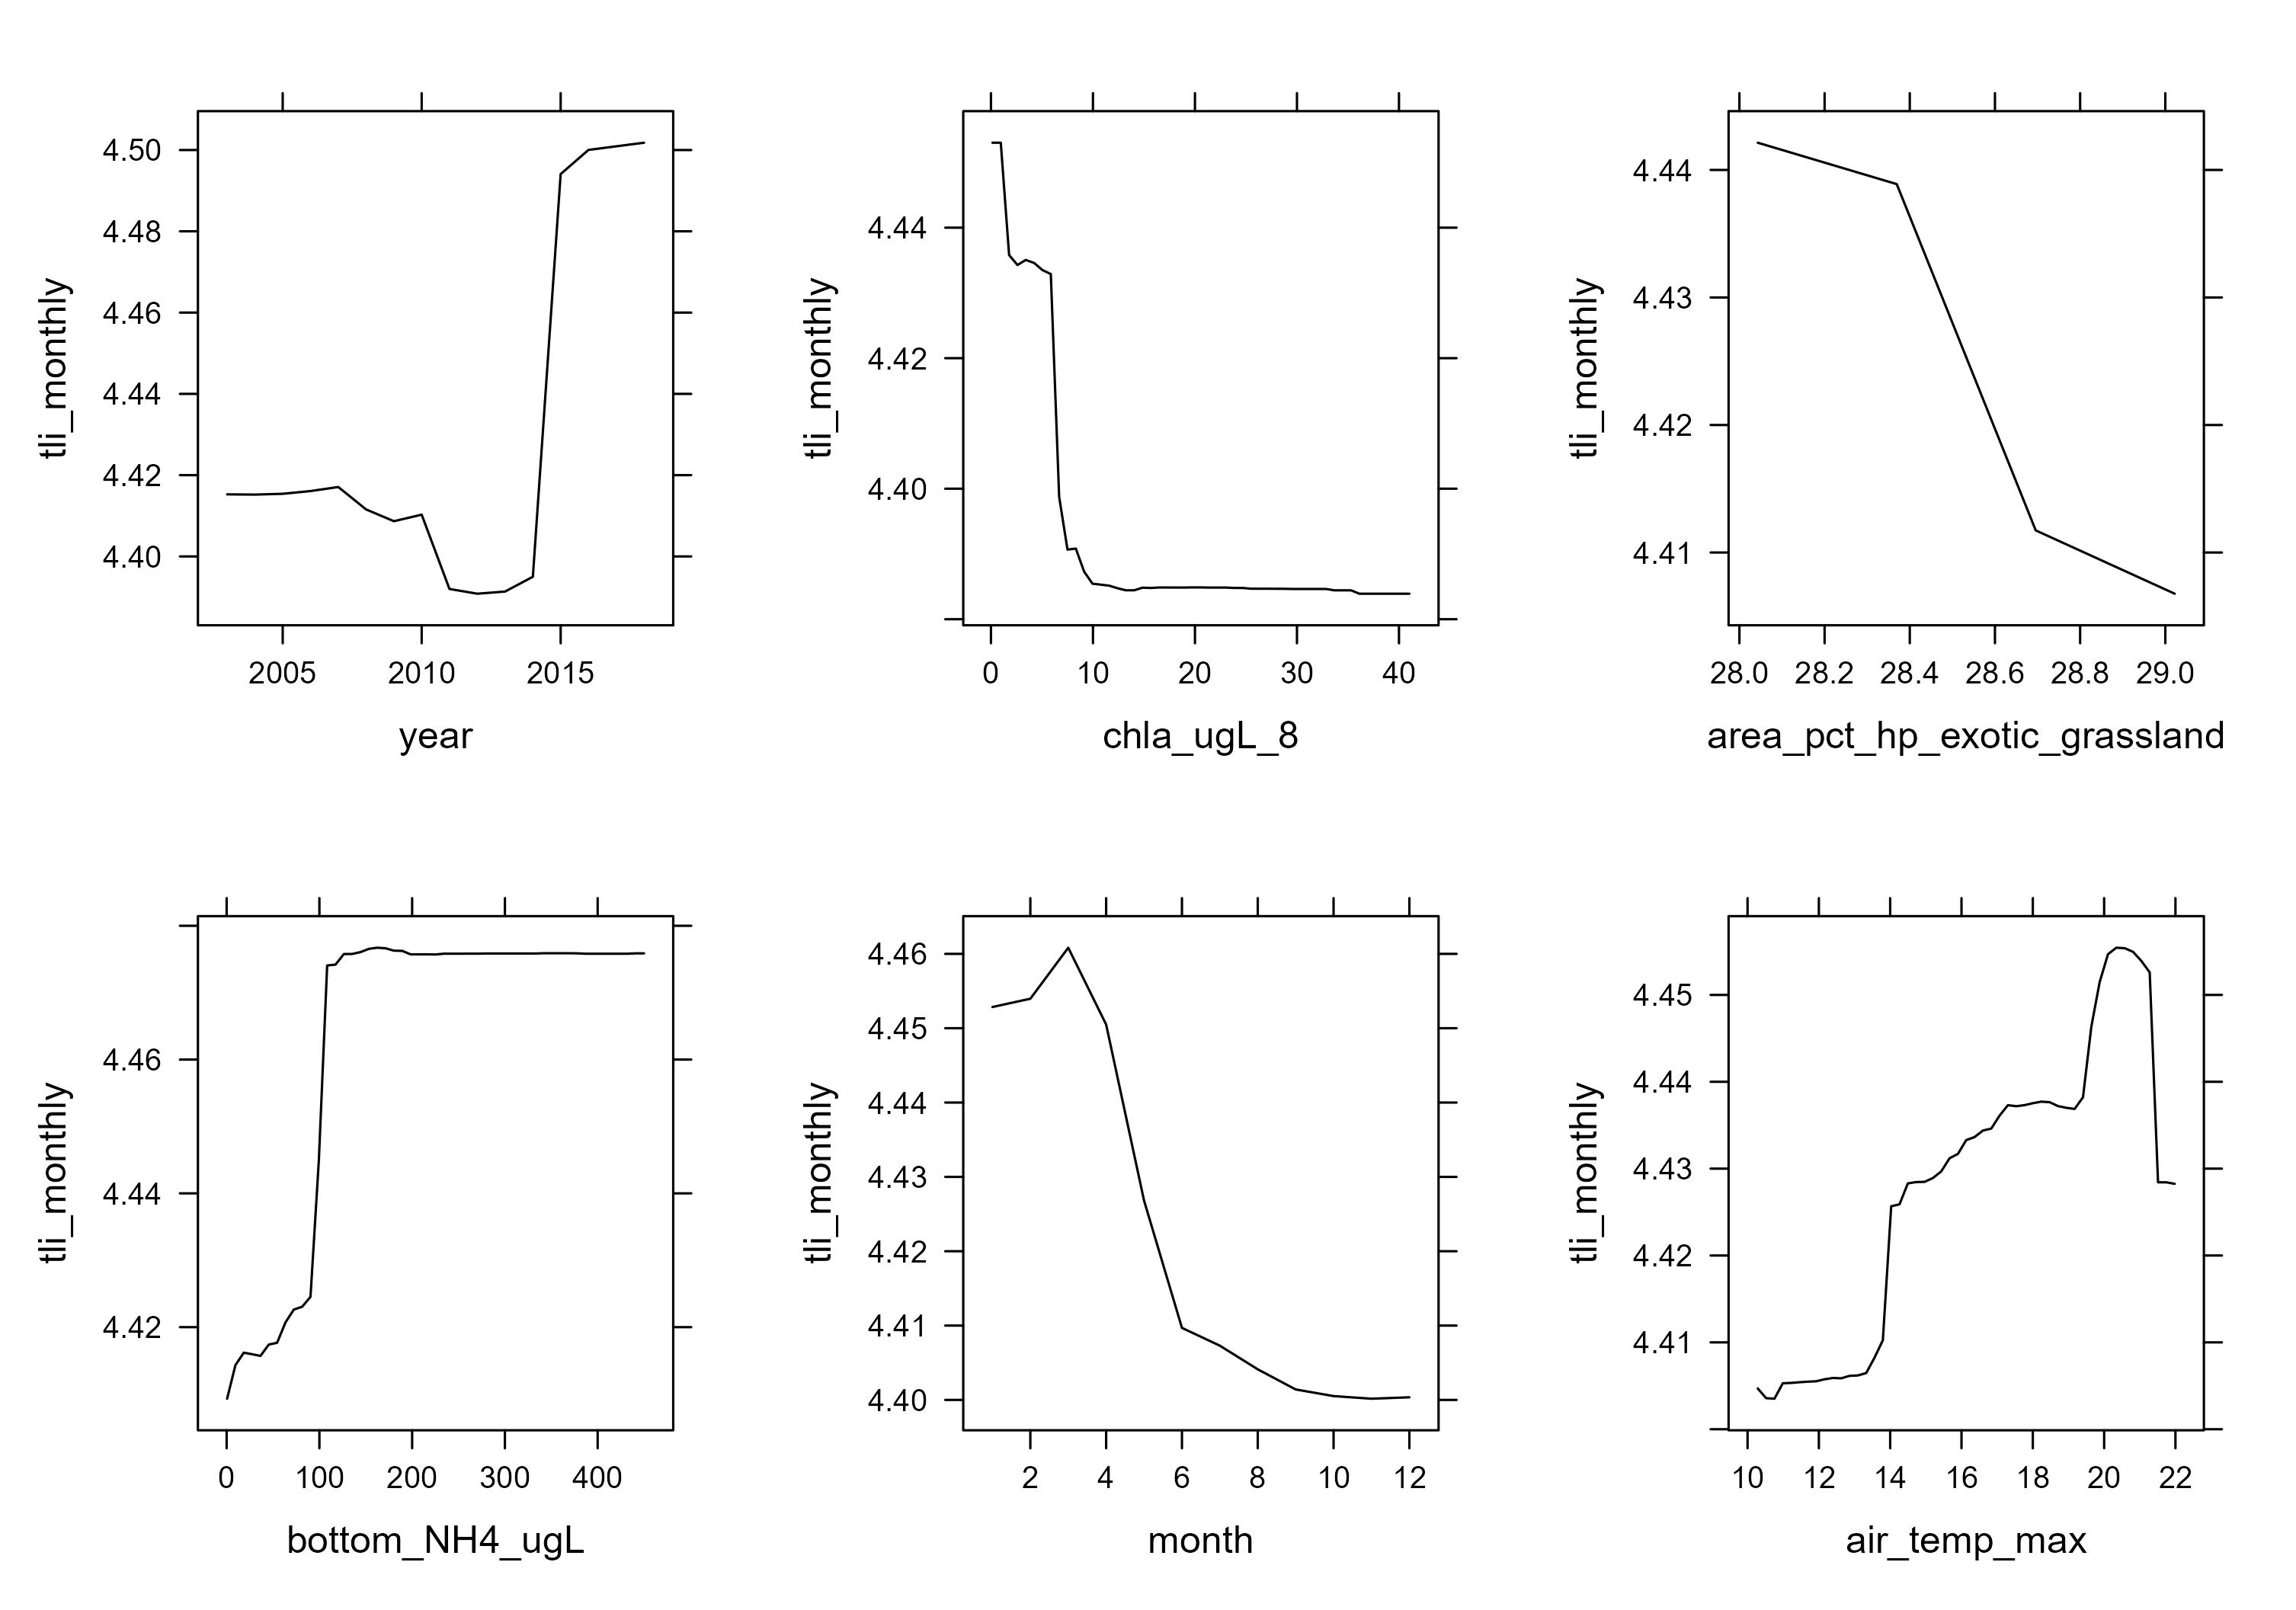 4.50
4.48
4.46
4.44
4.42
4.40
tli_monthly
2005 2010 2015
year
4.44
4.42
4.40
tli_monthly
0 10 20 30 40
chla_ugL_8
4.44
4.43
4.42
4.41
tli_monthly
28.0 28.2 28.4 28.6 28.8 29.0
area_pct_hp_exotic_grassland
4.46
4.44
4.42
tli_monthly
0 100 200 300 400
bottom_NH4_ugL
4.46
4.45
4.44
4.43
4.42
4.41
4.40
tli_monthly
2 4 6 8 10 12
month
4.45
4.44
4.43
4.42
4.41
tli_monthly
10 12 14 16 18 20 22
air_temp_max